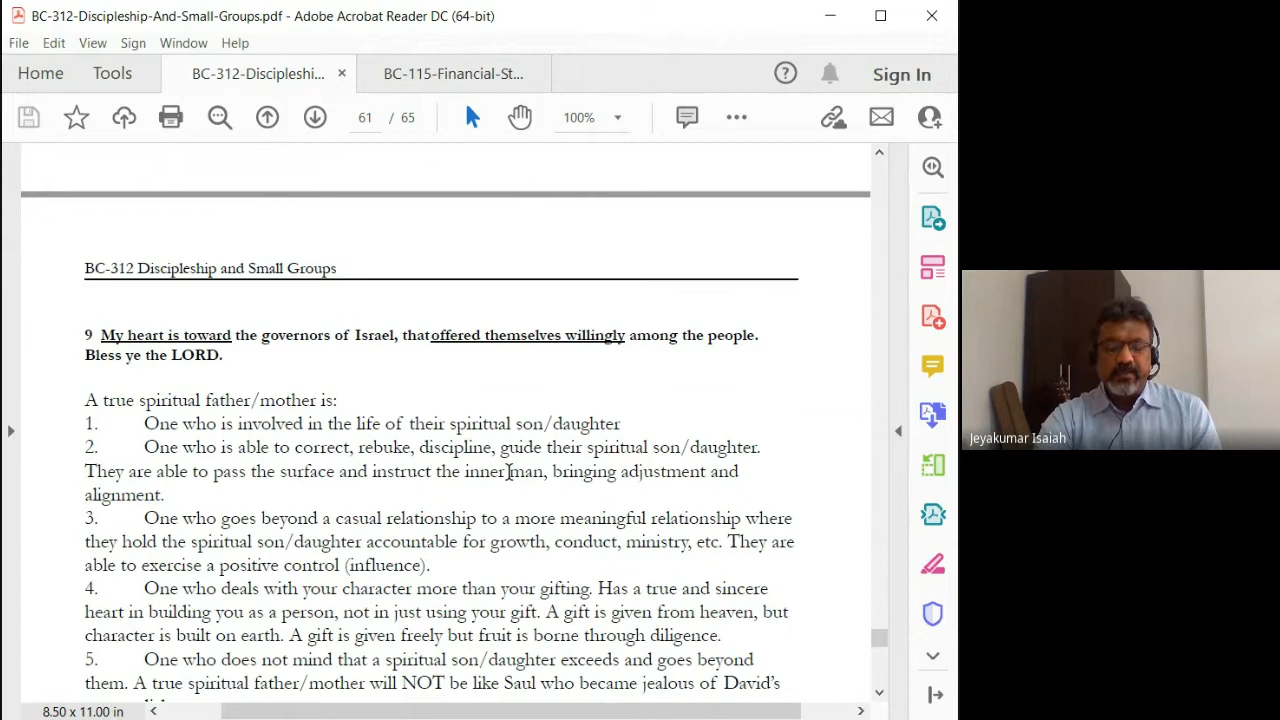 BC-312-Discipleship-And-Small-Groups.pdf - Adobe Acrobat Reader DC (64-bit)
File Edit View Sign Window Help
Home Tools BC-312-Discipleshi... × BC-115-Financial-St... Sign In
61 / 65 100%
BC-312 Discipleship and Small Groups
9 My heart is toward the governors of Israel, that offered themselves willingly among the people.
Bless ye the LORD.
A true spiritual father/mother is:
1. One who is involved in the life of their spiritual son/daughter
2. One who is able to correct, rebuke, discipline, guide their spiritual son/daughter.
They are able to pass the surface and instruct the inner man, bringing adjustment and
alignment.
3. One who goes beyond a casual relationship to a more meaningful relationship where
they hold the spiritual son/daughter accountable for growth, conduct, ministry, etc. They are
able to exercise a positive control (influence).
4. One who deals with your character more than your gifting. Has a true and sincere
heart in building you as a person, not in just using your gift. A gift is given from heaven, but
character is built on earth. A gift is given freely but fruit is borne through diligence.
5. One who does not mind that a spiritual son/daughter exceeds and goes beyond
them. A true spiritual father/mother will NOT be like Saul who became jealous of David's
8.50 x 11.00 in
Jeyakumar Isaiah